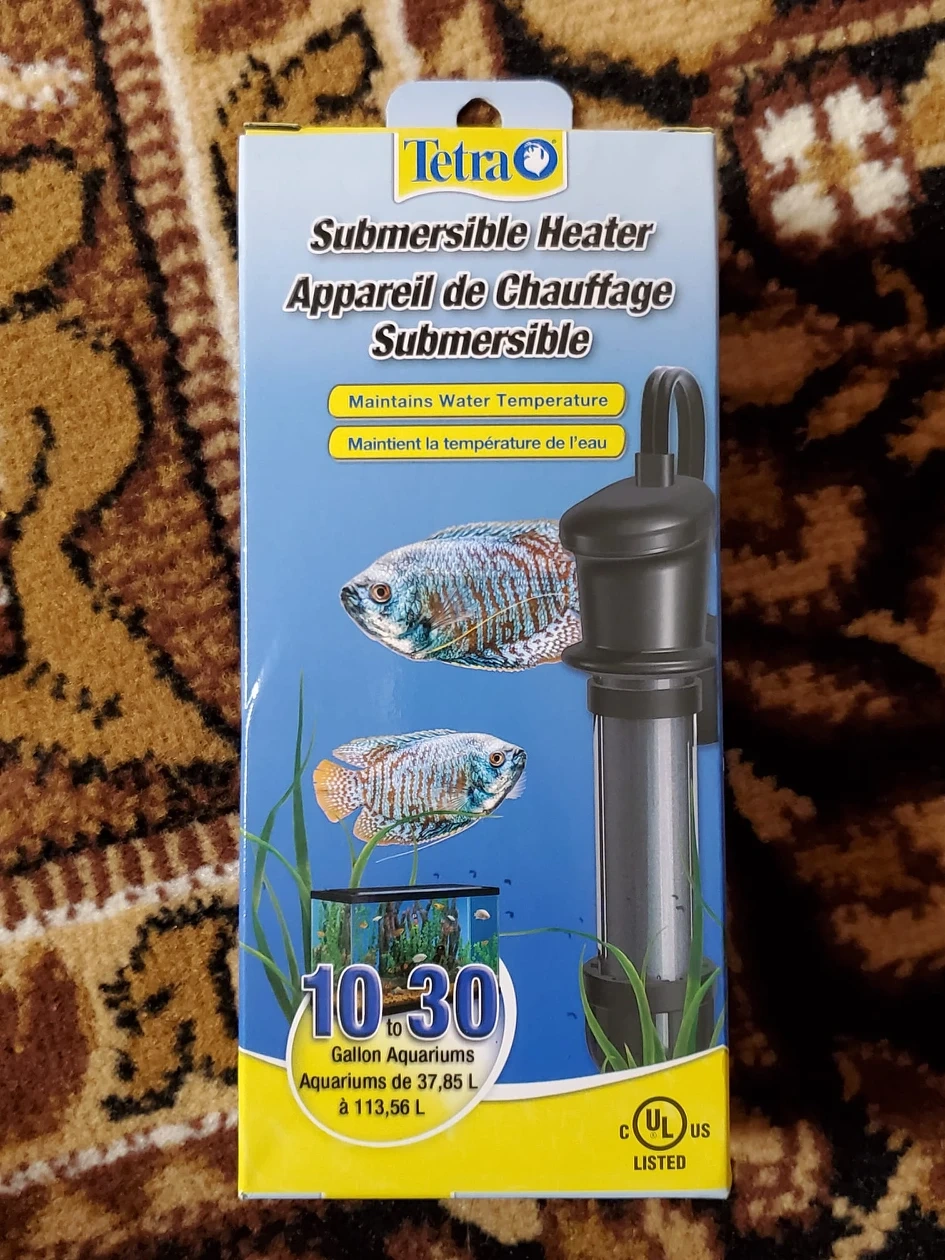 Tetra
Submersible Heater
Appareil de Chauffage
Submersible
Maintains Water Temperature
Maintient la température de l'eau
10 to 30
Gallon Aquariums
Aquariums de 37,85 L
à 113,56 L
C UL US
LISTED